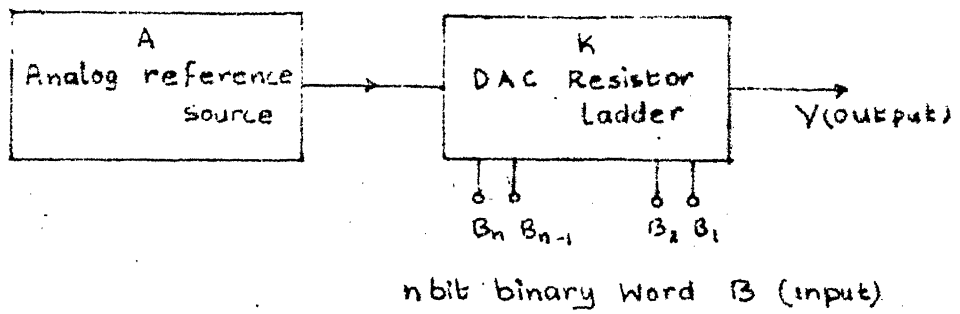 A
Analog reference
source
K
DAC Resistor
Ladder
Y(output)
Bn Bn-1 B2 B1
n bit binary word B (input)